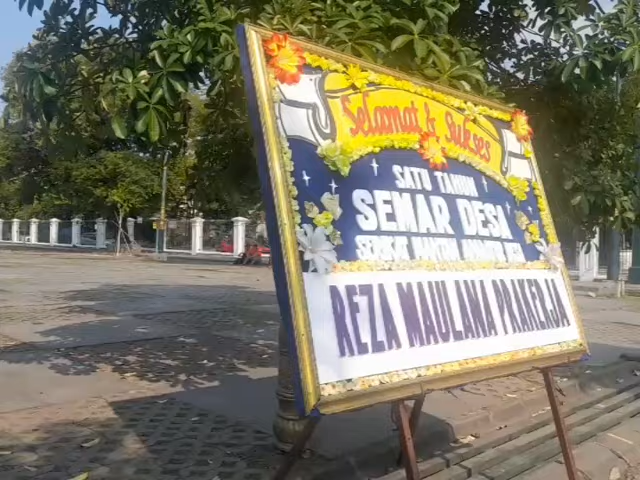 Selamat & Sukses
SATU TAHUN
SEMAR DESA
REZA MAULANA PRAKERJA